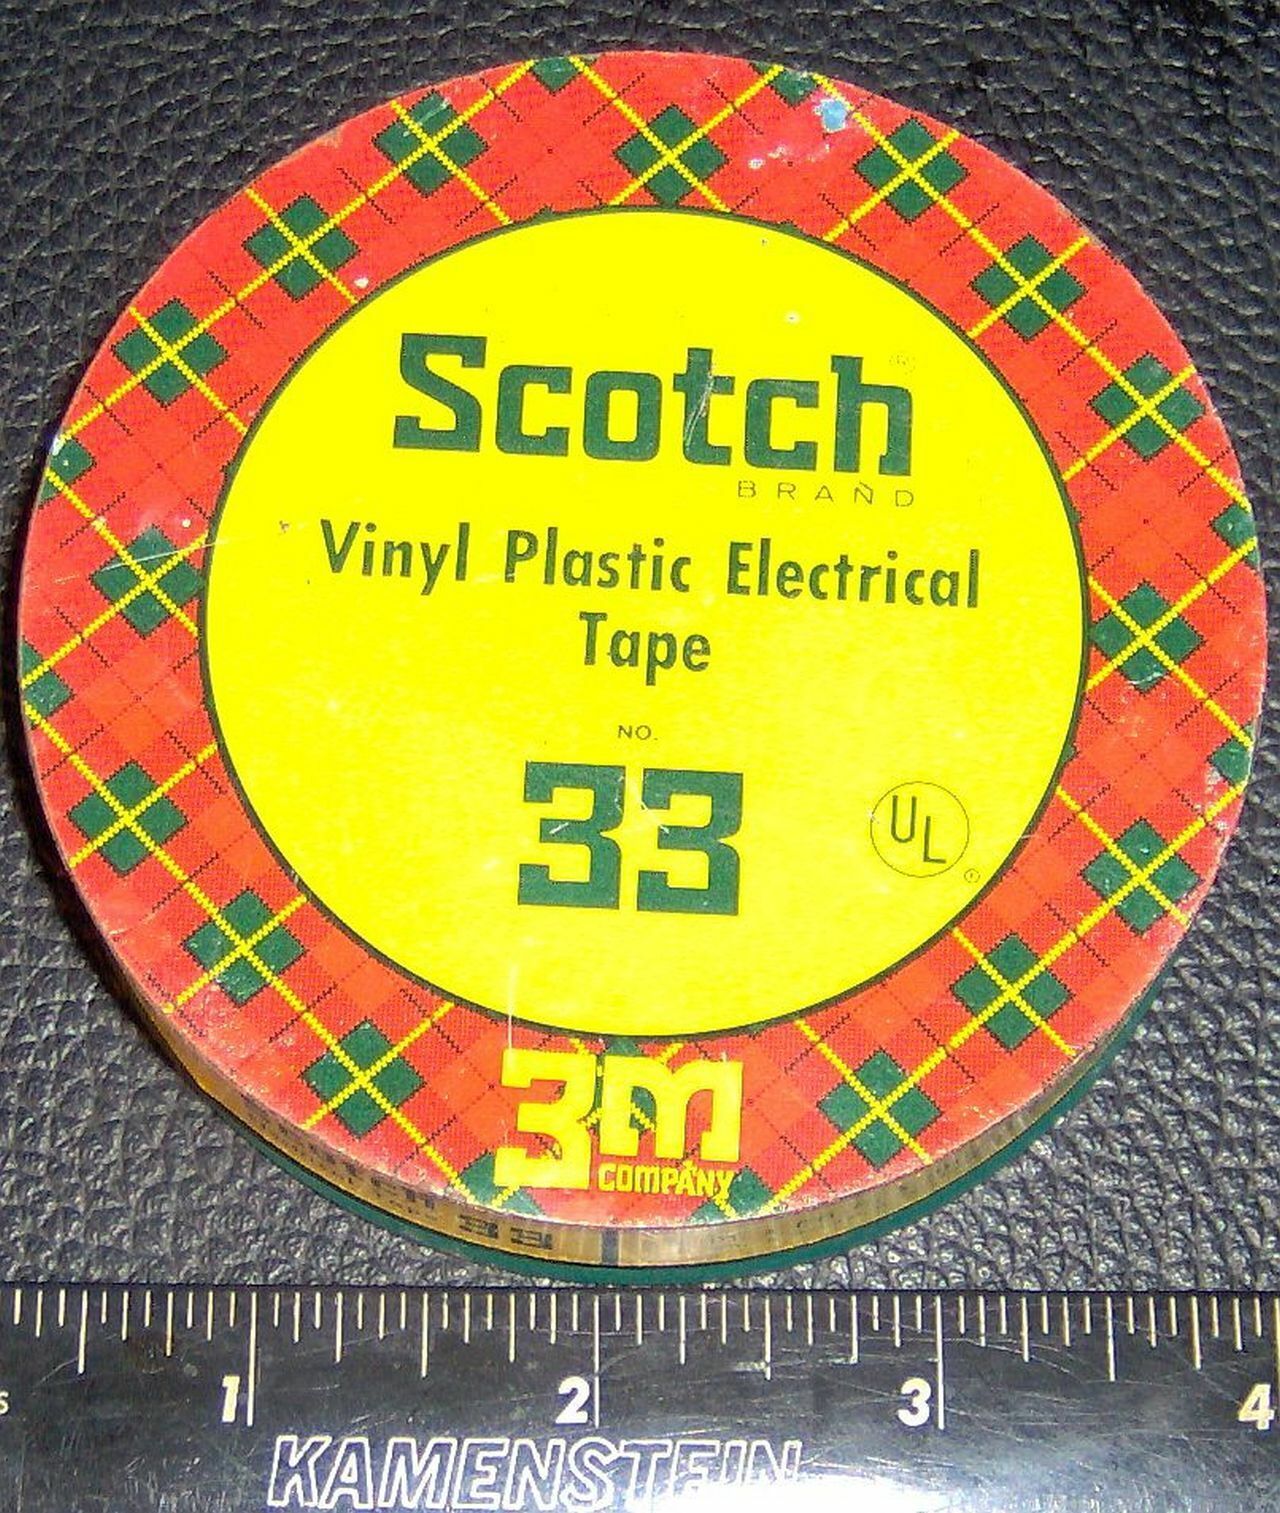 Scotch ®
BRAND
Vinyl Plastic Electrical
Tape
NO.
33
UL
3M
COMPANY
1 2 3 4
KAMENSTEIN